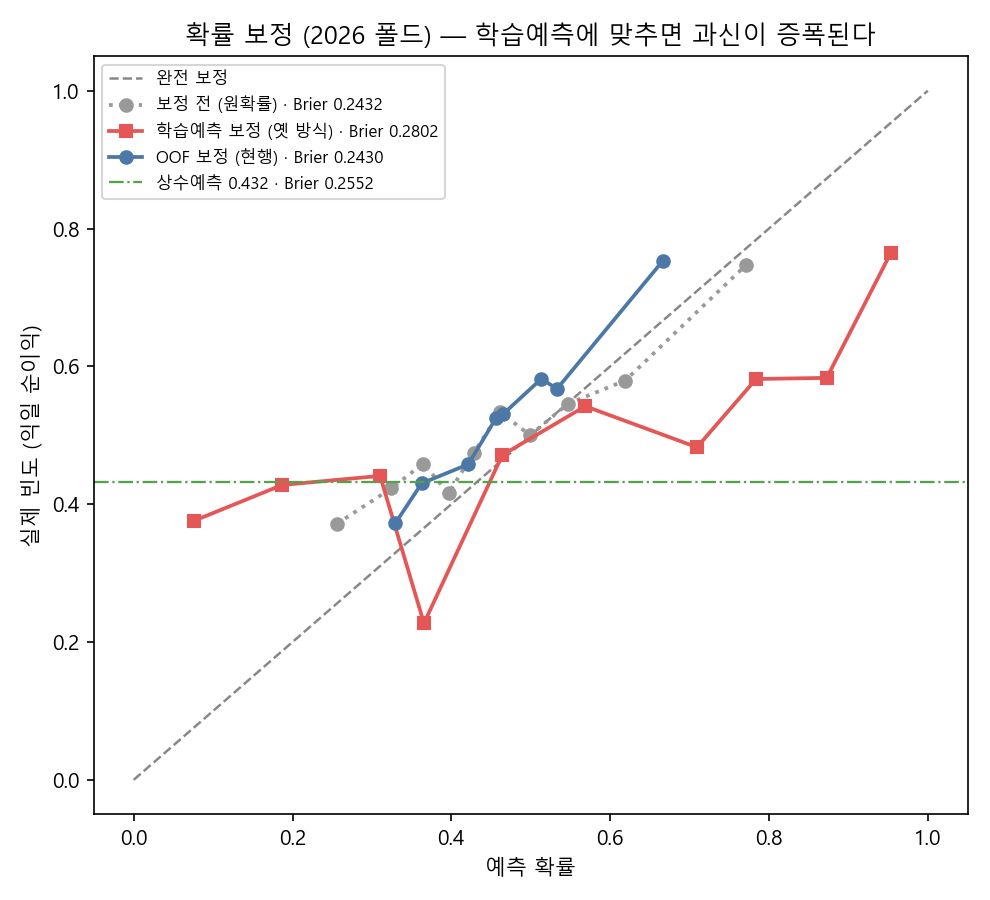 확률 보정 (2026 폴드) — 학습예측에 맞추면 과신이 증폭된다
완전 보정
보정 전 (원확률) · Brier 0.2432
학습예측 보정 (옛 방식) · Brier 0.2802
OOF 보정 (현행) · Brier 0.2430
상수예측 0.432 · Brier 0.2552
실제 빈도 (익일 순이익)
1.0
0.8
0.6
0.4
0.2
0.0
0.0 0.2 0.4 0.6 0.8 1.0
예측 확률